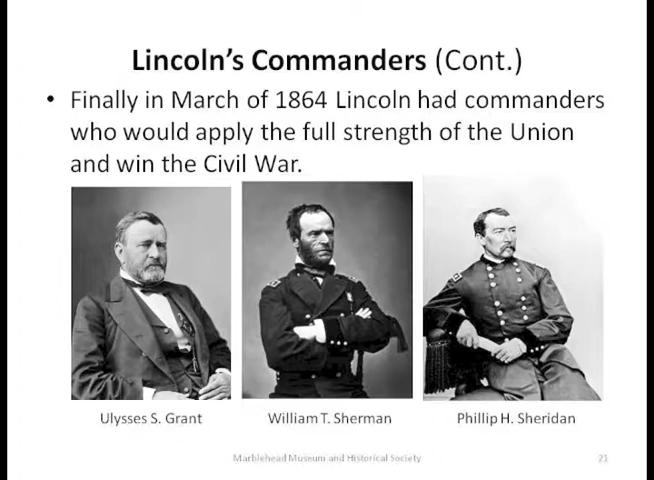 Lincoln's Commanders (Cont.)
• Finally in March of 1864 Lincoln had commanders
who would apply the full strength of the Union
and win the Civil War.
Ulysses S. Grant
William T. Sherman
Phillip H. Sheridan
Marblehead Museum and Historical Society
21